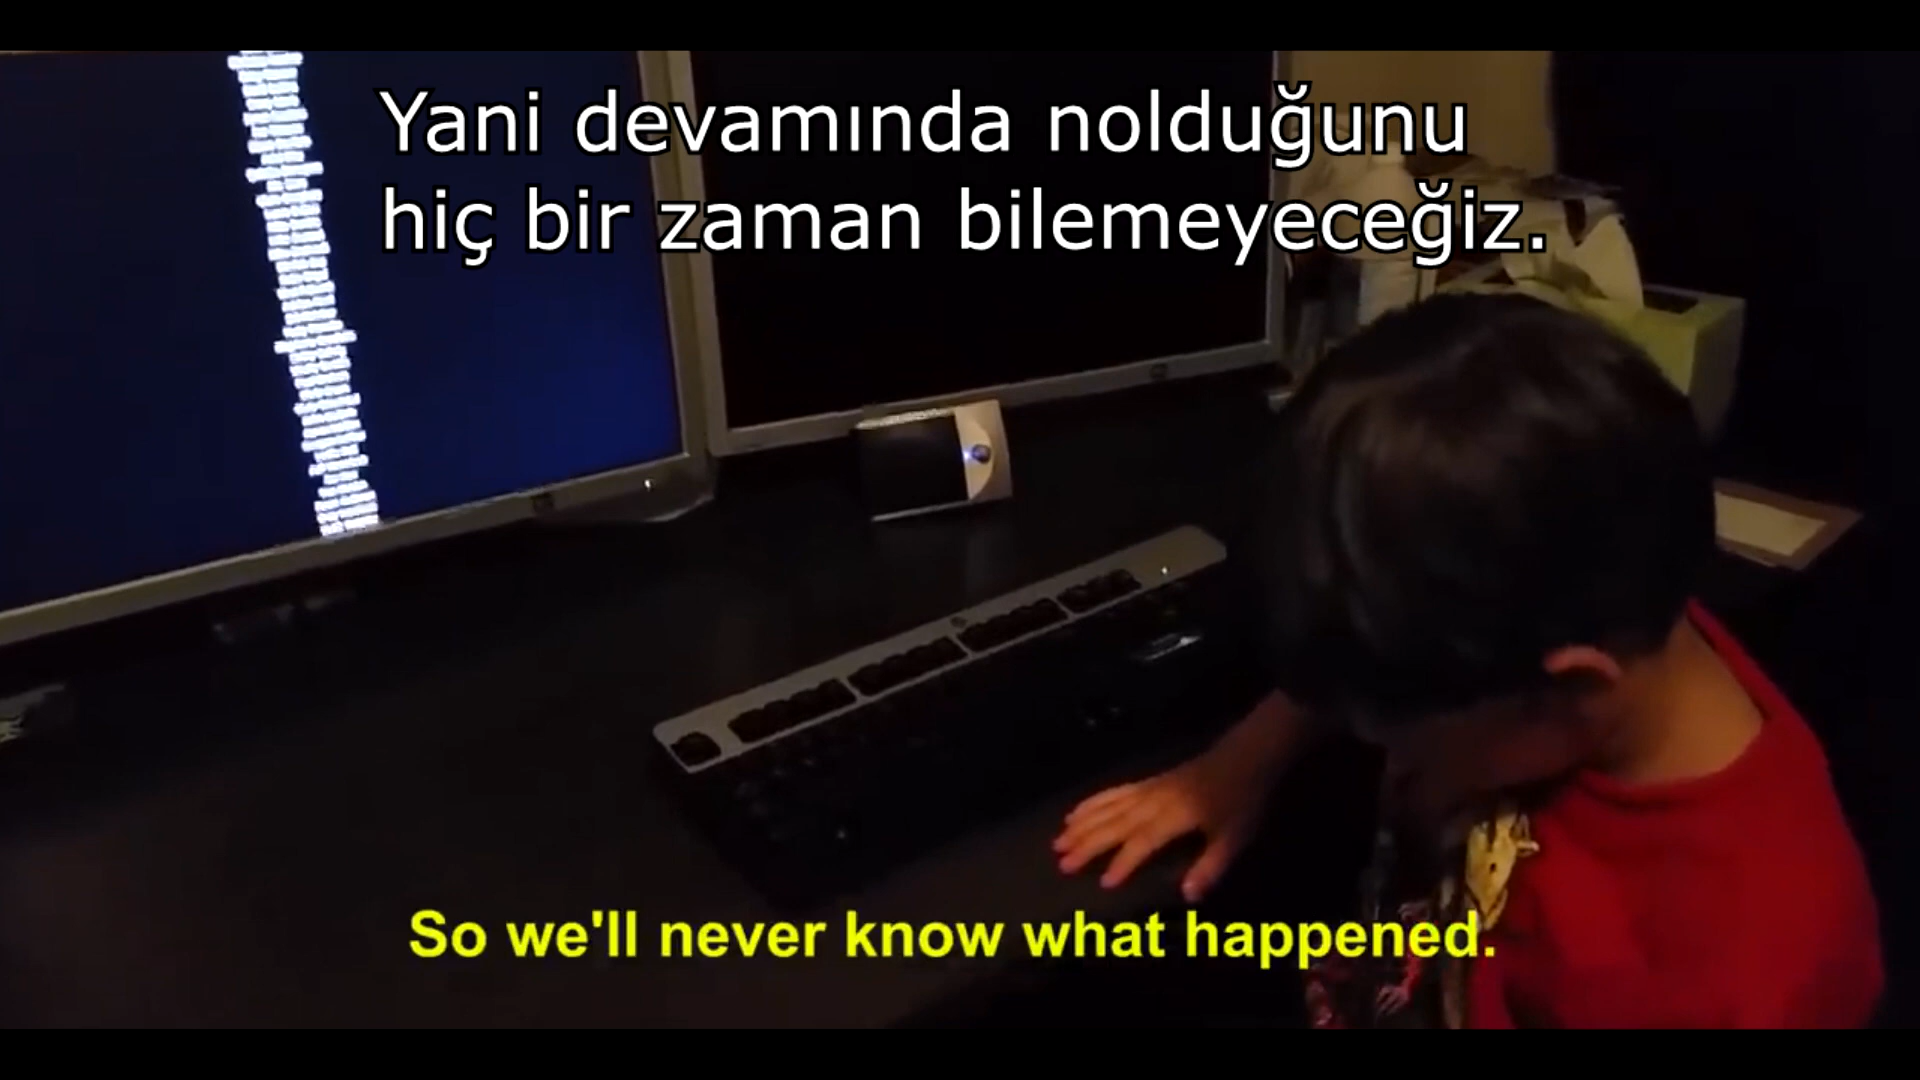 Yani devamında nolduğunu
hiç bir zaman bilemeyeceğiz.
So we'll never know what happened.